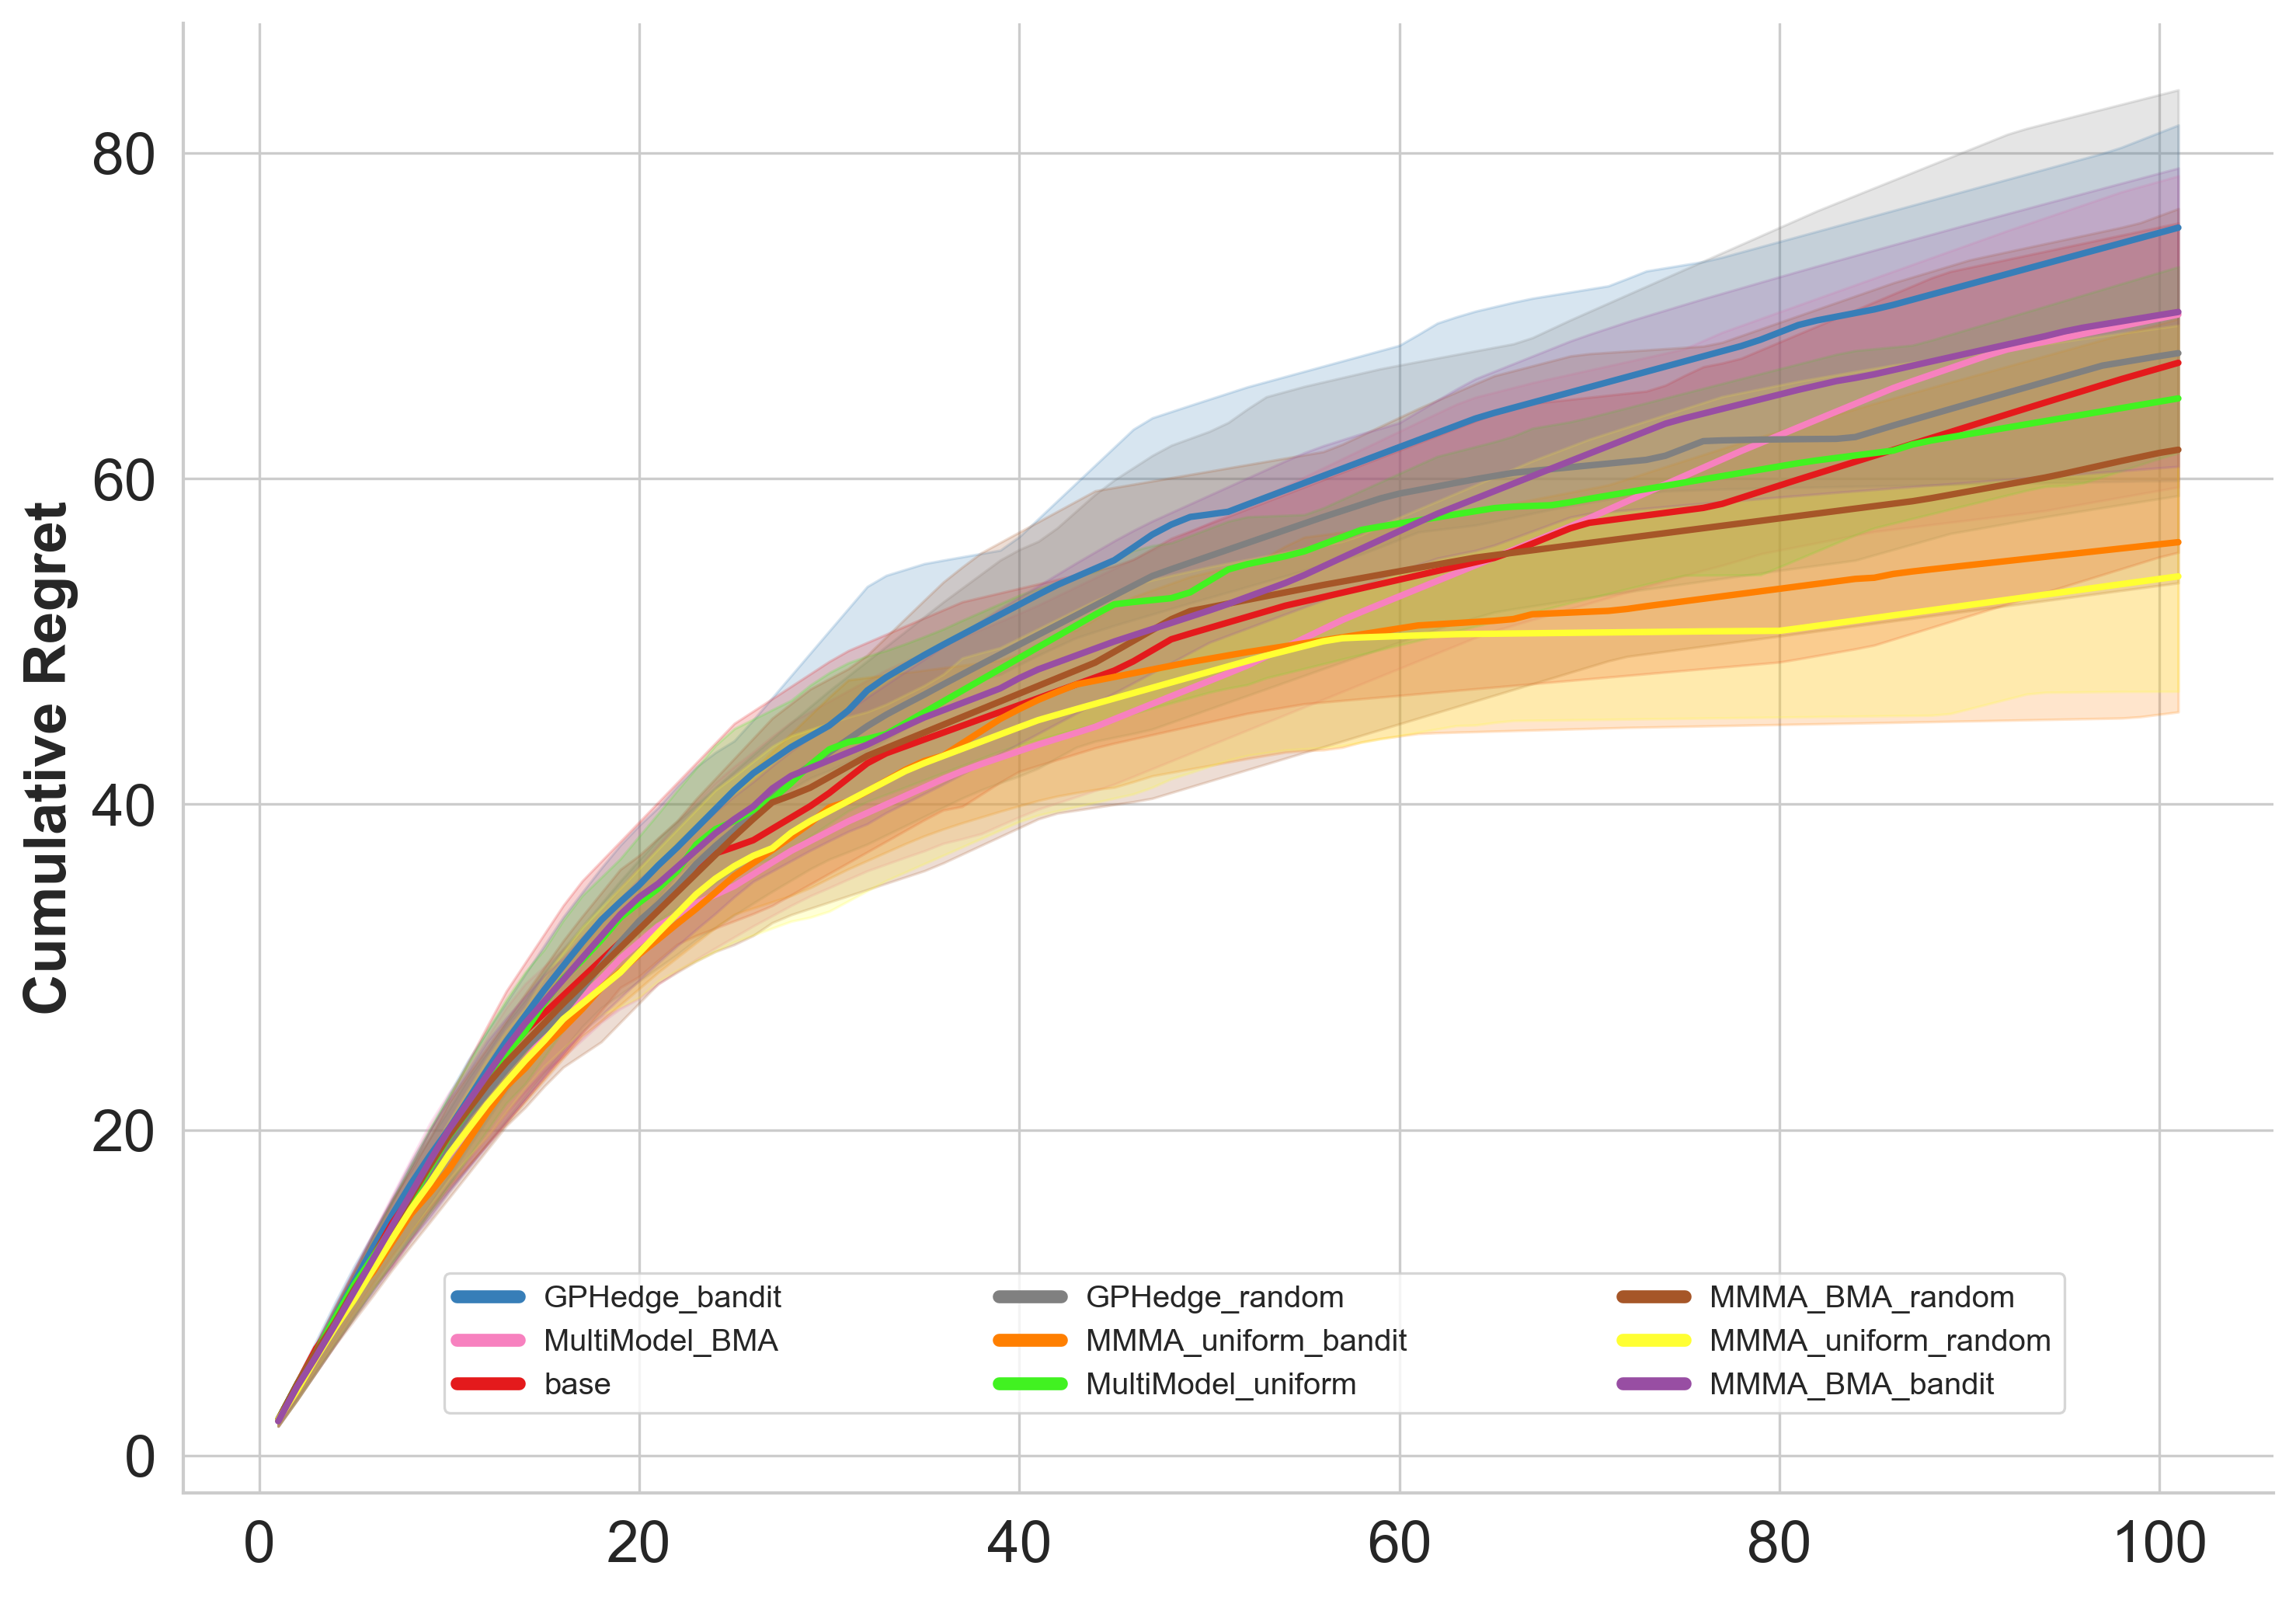 Cumulative Regret
80
60
40
20
0
0 20 40 60 80 100
GPHedge_bandit GPHedge_random MMMA_BMA_random
MultiModel_BMA MMMA_uniform_bandit MMMA_uniform_random
base MultiModel_uniform MMMA_BMA_bandit